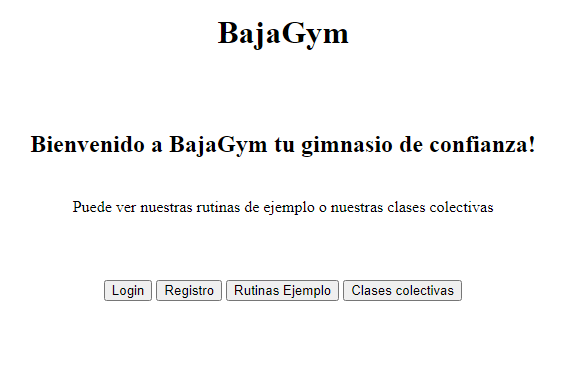 BajaGym
Bienvenido a BajaGym tu gimnasio de confianza!
Puede ver nuestras rutinas de ejemplo o nuestras clases colectivas
Login Registro Rutinas Ejemplo Clases colectivas